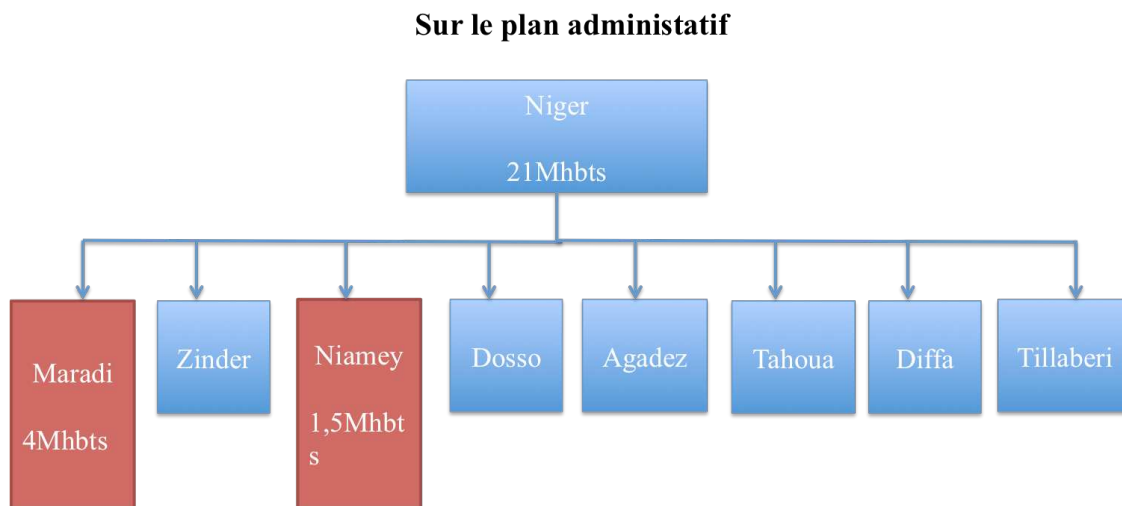 Sur le plan administatif
Niger
21Mhbts
Maradi
4Mhbts
Zinder
Niamey
1,5Mhbt
s
Dosso
Agadez
Tahoua
Diffa
Tillaberi